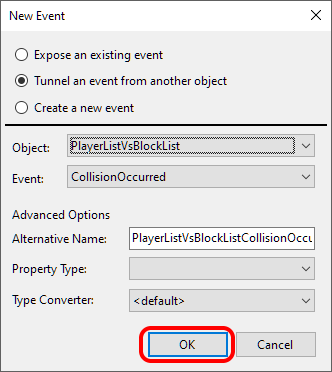 New Event
Expose an existing event
Tunnel an event from another object
Create a new event
Object: PlayerListVsBlockList
Event: CollisionOccurred
Advanced Options
Alternative Name: PlayerListVsBlockListCollisionOccu
Property Type:
Type Converter: <default>
OK Cancel